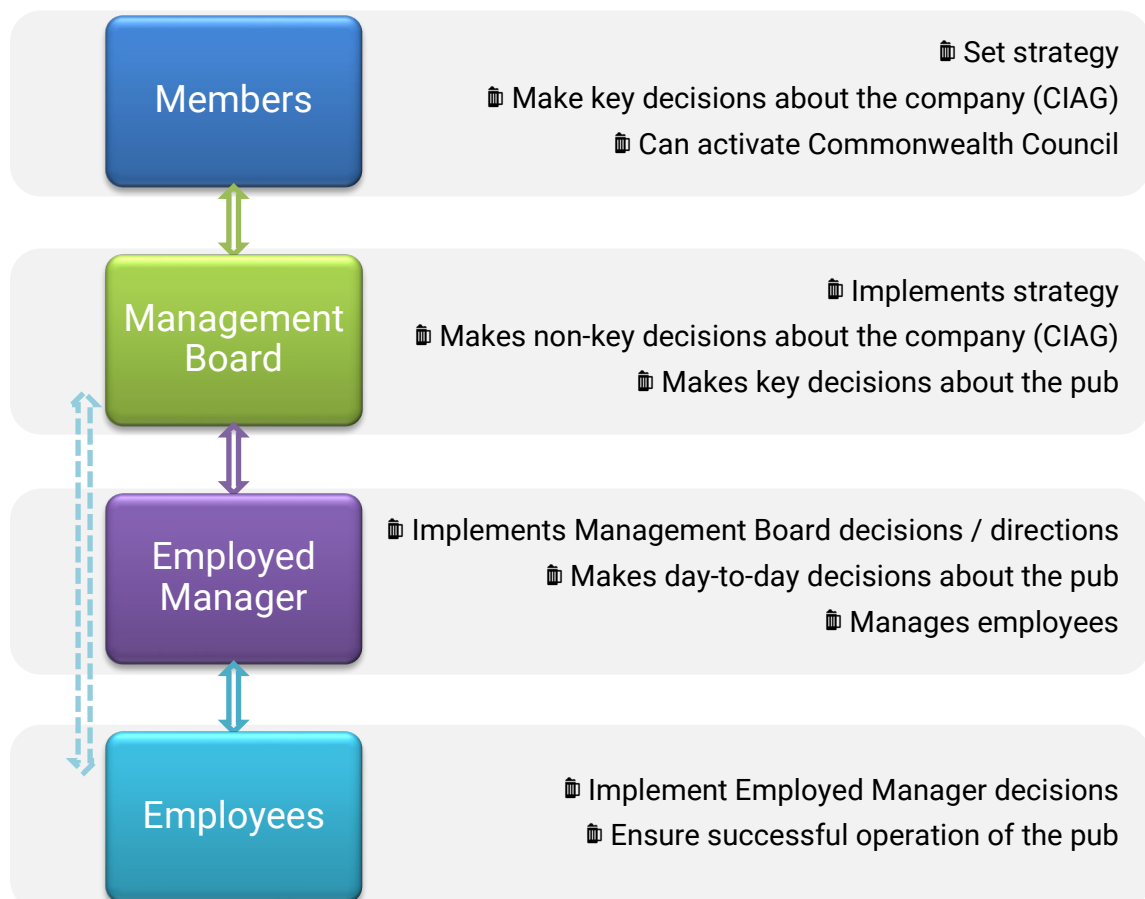 Members
Set strategy
Make key decisions about the company (CIAG)
Can activate Commonwealth Council
Management
Board
Implements strategy
Makes non-key decisions about the company (CIAG)
Makes key decisions about the pub
Employed
Manager
Implements Management Board decisions / directions
Makes day-to-day decisions about the pub
Manages employees
Employees
Implement Employed Manager decisions
Ensure successful operation of the pub